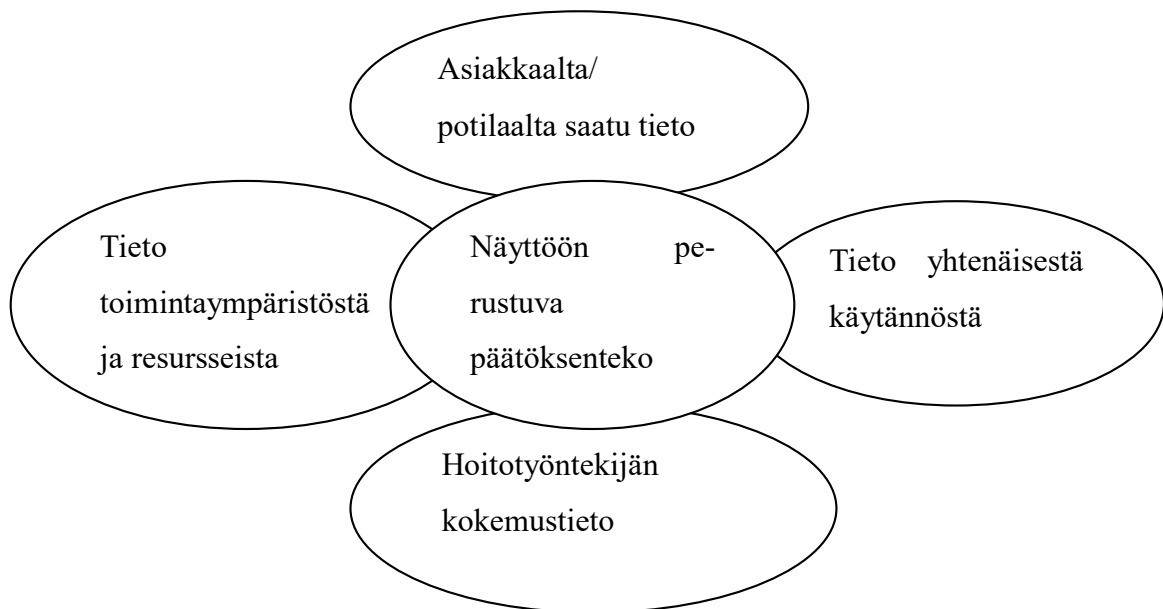 Asiakkaalta/
potilaalta saatu tieto
Tieto
toimintaympäristöstä
ja resursseista
Näyttöön pe-
rustuva
päätöksenteko
Tieto yhtenäisestä
käytännöstä
Hoitotyöntekijän
kokemustieto